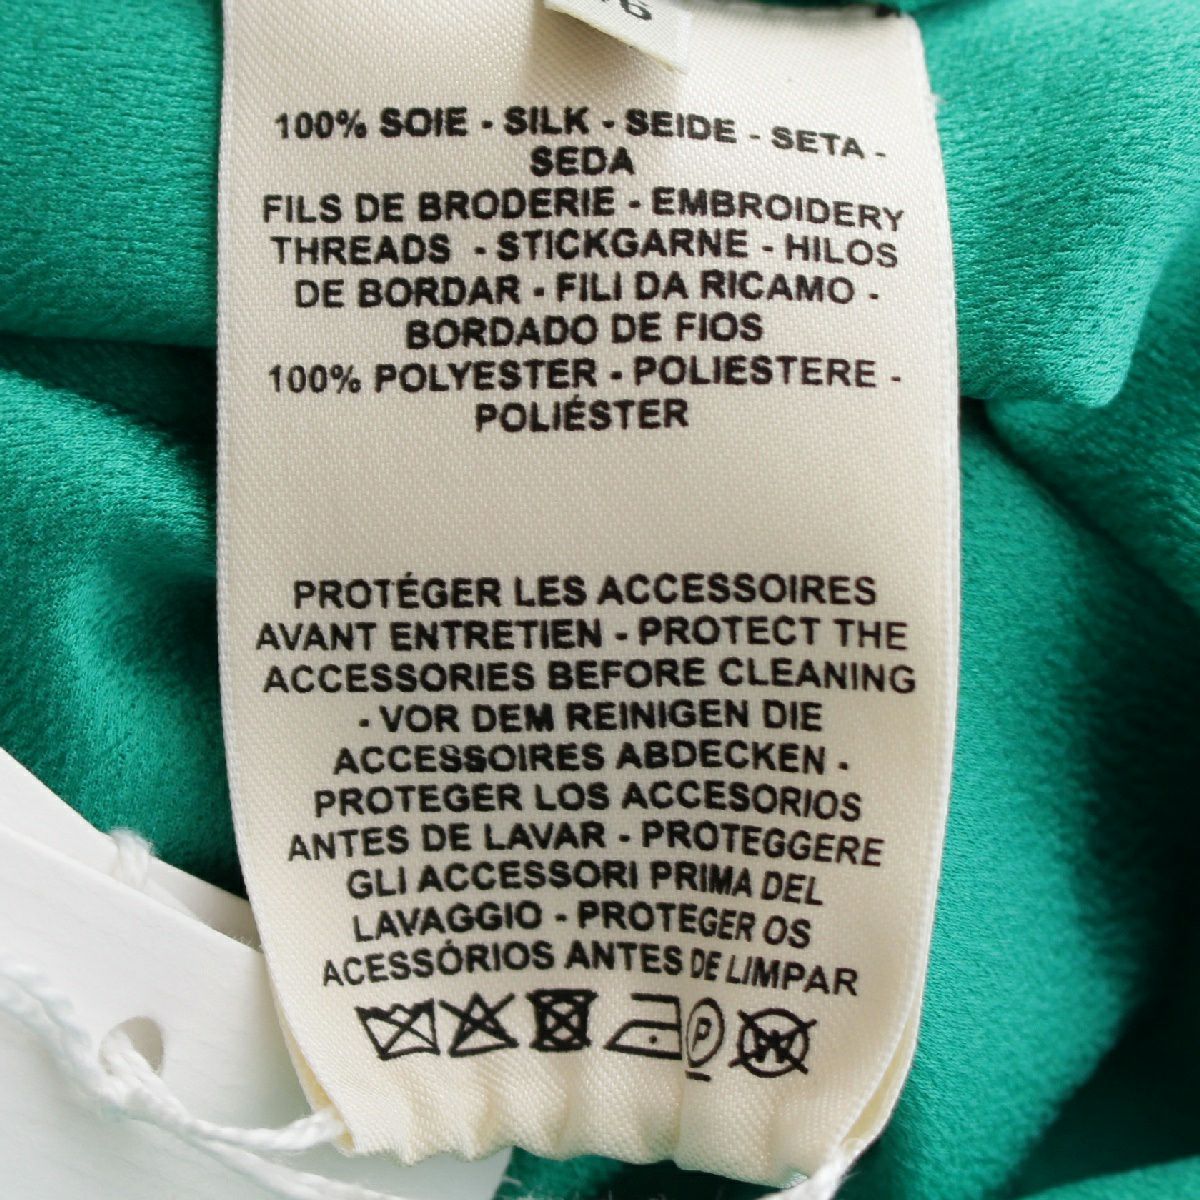 100% SOIE - SILK - SEIDE - SETA -
SEDA
FILS DE BRODERIE - EMBROIDERY
THREADS - STICKGARNE - HILOS
DE BORDAR - FILI DA RICAMO -
BORDADO DE FIOS
100% POLYESTER - POLIESTERE -
POLIÉSTER
PROTÉGER LES ACCESSOIRES
AVANT ENTRETIEN - PROTECT THE
ACCESSORIES BEFORE CLEANING
- VOR DEM REINIGEN DIE
ACCESSOIRES ABDECKEN -
PROTEGER LOS ACCESORIOS
ANTES DE LAVAR - PROTEGGERE
GLI ACCESSORI PRIMA DEL
LAVAGGIO - PROTEGER OS
ACESSÓRIOS ANTES DE LIMPAR
P W